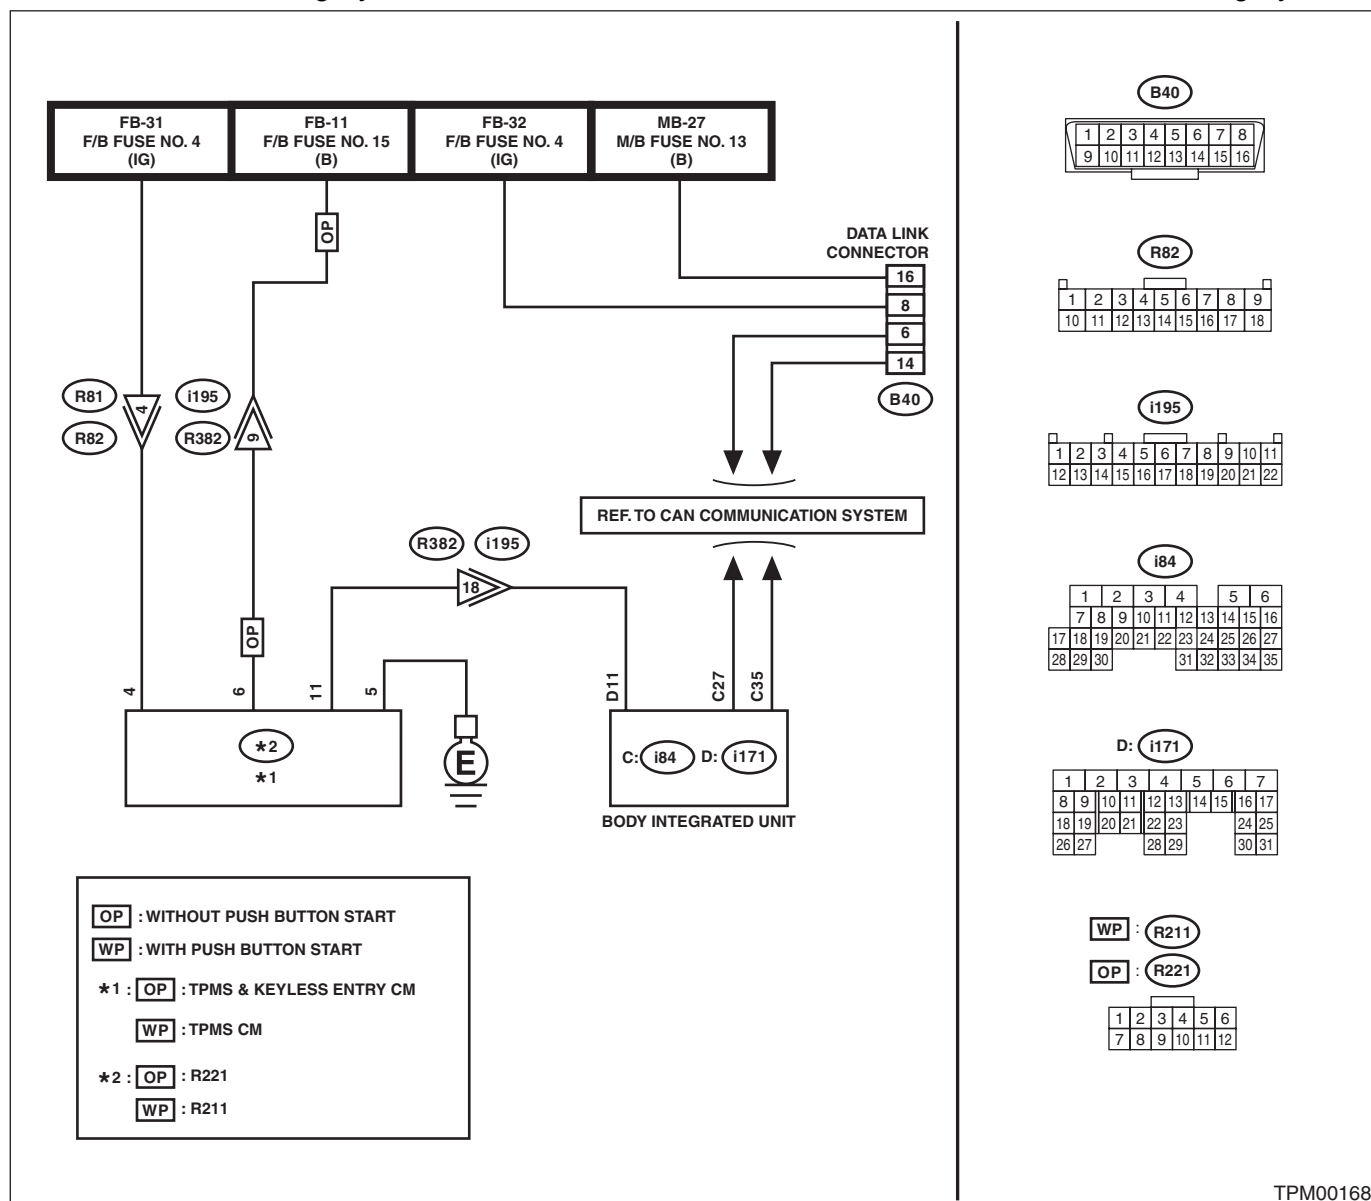 FB-31
F/B FUSE NO. 4
(IG)
FB-11
F/B FUSE NO. 15
(B)
FB-32
F/B FUSE NO. 4
(IG)
MB-27
M/B FUSE NO. 13
(B)
OP
DATA LINK
CONNECTOR
16
8
6
14
B40
R81
R82
4
i195
R382
9
REF. TO CAN COMMUNICATION SYSTEM
R382
i195
18
OP
4
6
11
5
D11
C27
C35
*2
*1
E
C: i84 D: i171
BODY INTEGRATED UNIT
OP : WITHOUT PUSH BUTTON START
WP : WITH PUSH BUTTON START
*1 : OP : TPMS & KEYLESS ENTRY CM
WP : TPMS CM
*2 : OP : R221
WP : R211
B40
1 2 3 4 5 6 7 8
9 10 11 12 13 14 15 16
R82
1 2 3 4 5 6 7 8 9
10 11 12 13 14 15 16 17 18
i195
1 2 3 4 5 6 7 8 9 10 11
12 13 14 15 16 17 18 19 20 21 22
i84
1 2 3 4 5 6
7 8 9 10 11 12 13 14 15 16
17 18 19 20 21 22 23 24 25 26 27
28 29 30 31 32 33 34 35
D: i171
1 2 3 4 5 6 7
8 9 10 11 12 13 14 15 16 17
18 19 20 21 22 23 24 25
26 27 28 29 30 31
WP : R211
OP : R221
1 2 3 4 5 6
7 8 9 10 11 12
TPM00168